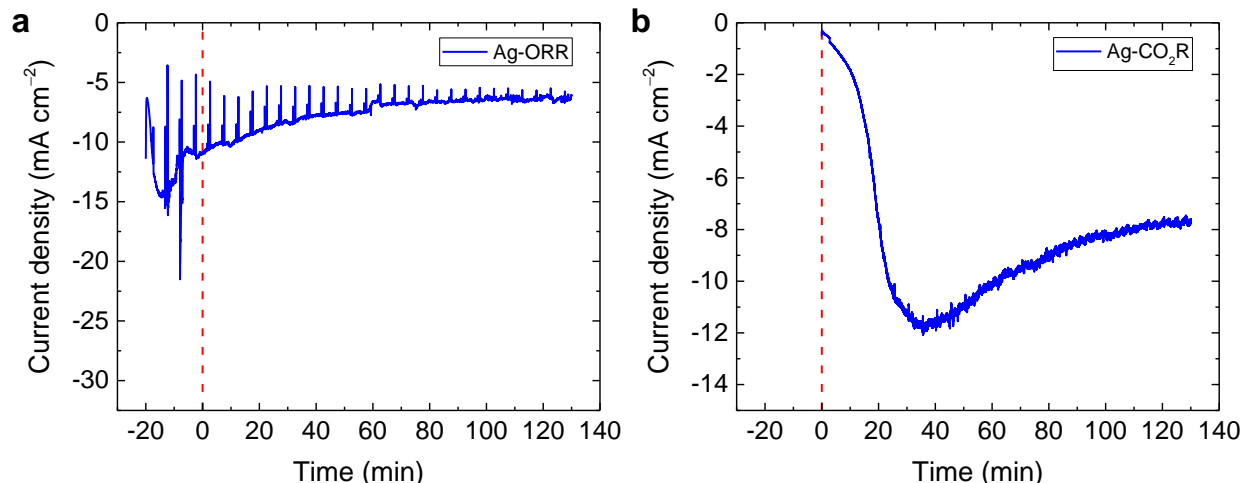 a
Ag-ORR
0
-5
-10
-15
-20
-25
-30
Current density (mA cm⁻²)
-20 0 20 40 60 80 100 120 140
Time (min)
b
Ag-CO₂R
0
-2
-4
-6
-8
-10
-12
-14
Current density (mA cm⁻²)
-20 0 20 40 60 80 100 120 140
Time (min)